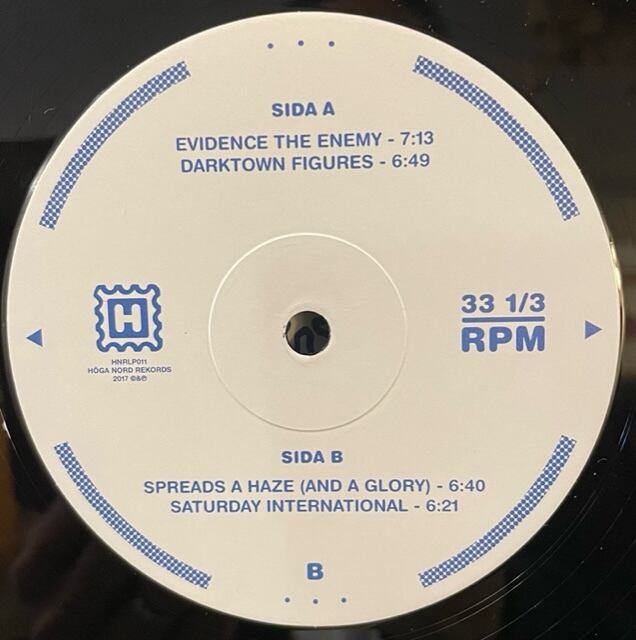 SIDA A
EVIDENCE THE ENEMY - 7:13
DARKTOWN FIGURES - 6:49
H
HNRLP011
HÖGA NORD REKORDS
2017 ©&℗
33 1/3
RPM
SIDA B
SPREADS A HAZE (AND A GLORY) - 6:40
SATURDAY INTERNATIONAL - 6:21
B